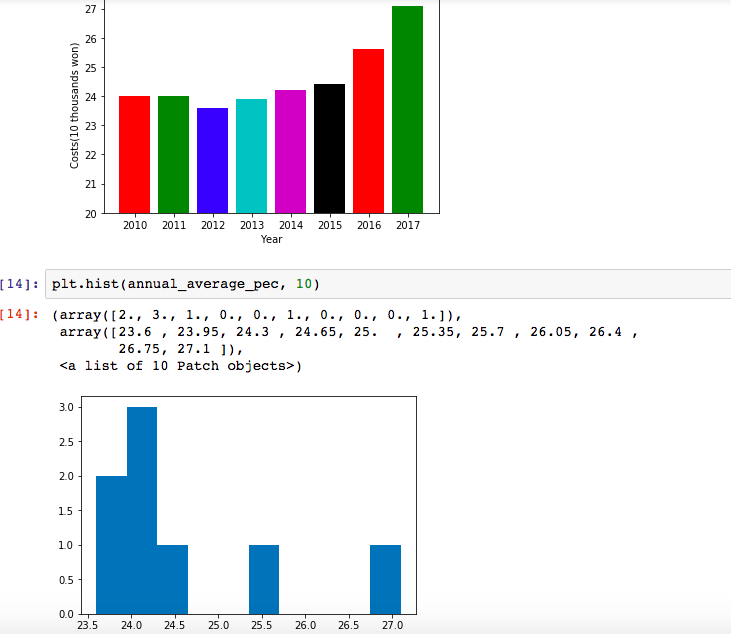 27
26
25
24
23
22
21
20
Costs(10 thousands won)
2010 2011 2012 2013 2014 2015 2016 2017
Year
[14]: plt.hist(annual_average_pec, 10)
[14]: (array([2., 3., 1., 0., 0., 1., 0., 0., 0., 1.]),
array([23.6 , 23.95, 24.3 , 24.65, 25.  , 25.35, 25.7 , 26.05, 26.4 ,
26.75, 27.1 ]),
<a list of 10 Patch objects>)
3.0
2.5
2.0
1.5
1.0
0.5
0.0
23.5 24.0 24.5 25.0 25.5 26.0 26.5 27.0